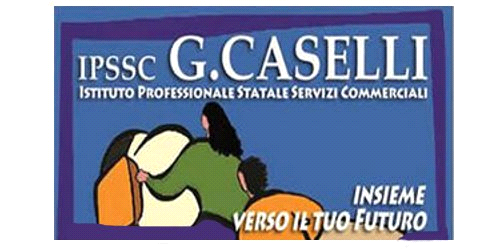 IPSSC G.CASELLI
ISTITUTO PROFESSIONALE STATALE SERVIZI COMMERCIALI
INSIEME
VERSO IL TUO FUTURO